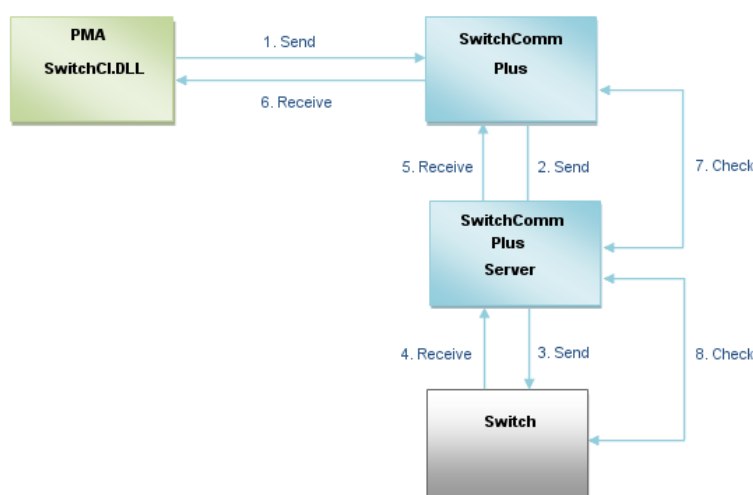 PMA
SwitchCI.DLL
1. Send
6. Receive
SwitchComm
Plus
5. Receive
2. Send
7. Check
SwitchComm
Plus
Server
4. Receive
3. Send
8. Check
Switch